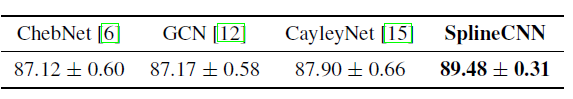 ChebNet [6] GCN [12] CayleyNet [15] SplineCNN
87.12 ± 0.60 87.17 ± 0.58 87.90 ± 0.66 89.48 ± 0.31